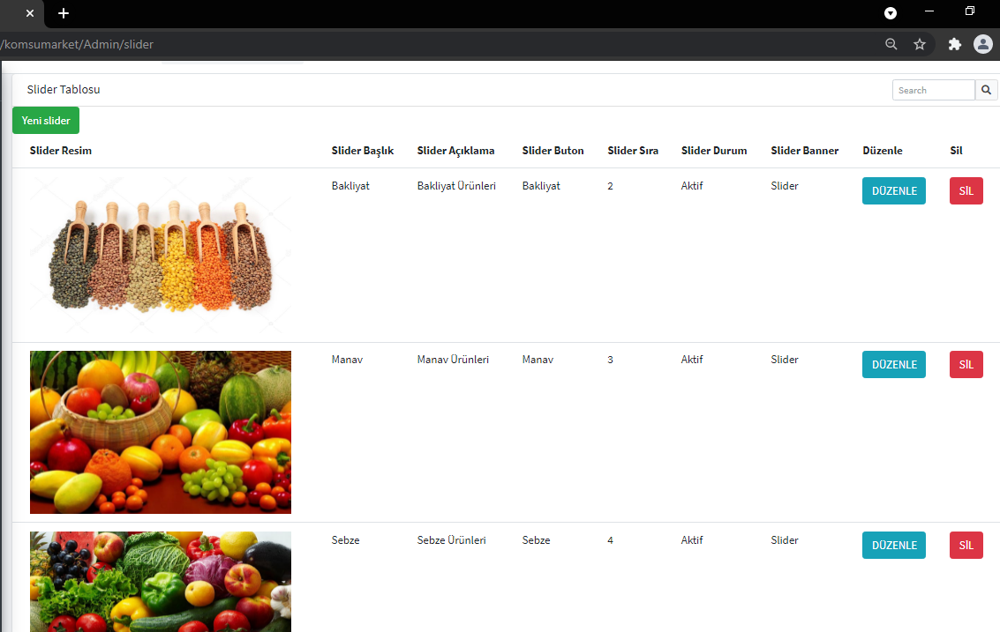 /komsumarket/Admin/slider
Slider Tablosu
Search
Yeni slider
Slider Resim Slider Başlık Slider Açıklama Slider Buton Slider Sıra Slider Durum Slider Banner Düzenle Sil
Bakliyat Bakliyat Ürünleri Bakliyat 2 Aktif Slider DÜZENLE SİL
Manav Manav Ürünleri Manav 3 Aktif Slider DÜZENLE SİL
Sebze Sebze Ürünleri Sebze 4 Aktif Slider DÜZENLE SİL